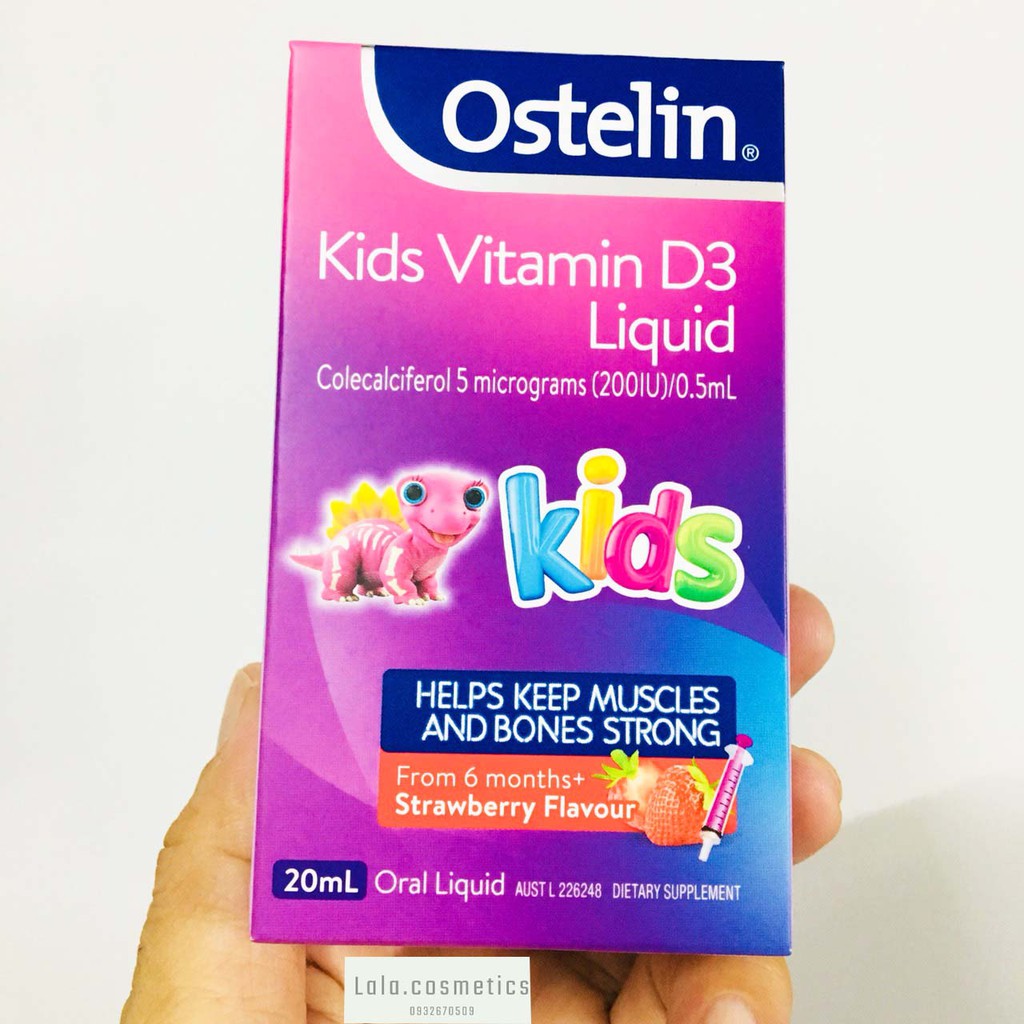 Ostelin®
Kids Vitamin D3
Liquid
Colecalciferol 5 micrograms (200IU)/0.5mL
kids
HELPS KEEP MUSCLES
AND BONES STRONG
From 6 months+
Strawberry Flavour
20mL Oral Liquid AUST L 226248 DIETARY SUPPLEMENT
Lala.cosmetics
0932670509